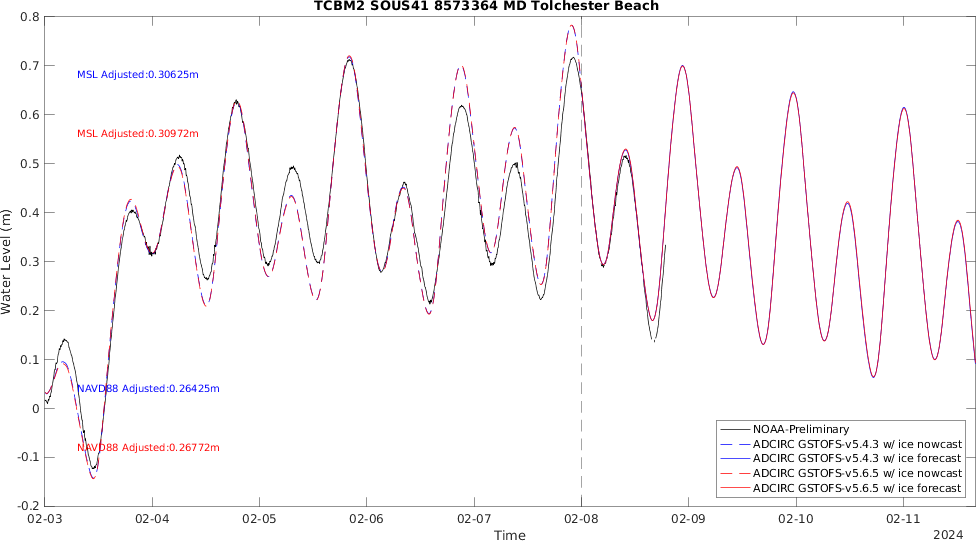 TCBM2 SOUS41 8573364 MD Tolchester Beach
0.8
0.7
0.6
0.5
0.4
0.3
0.2
0.1
0
-0.1
-0.2
Water Level (m)
MSL Adjusted:0.30625m
MSL Adjusted:0.30972m
NAVD88 Adjusted:0.26425m
NAVD88 Adjusted:0.26772m
NOAA-Preliminary
ADCIRC GSTOFS-v5.4.3 w/ ice nowcast
ADCIRC GSTOFS-v5.4.3 w/ ice forecast
ADCIRC GSTOFS-v5.6.5 w/ ice nowcast
ADCIRC GSTOFS-v5.6.5 w/ ice forecast
02-03 02-04 02-05 02-06 02-07 02-08 02-09 02-10 02-11
Time
2024